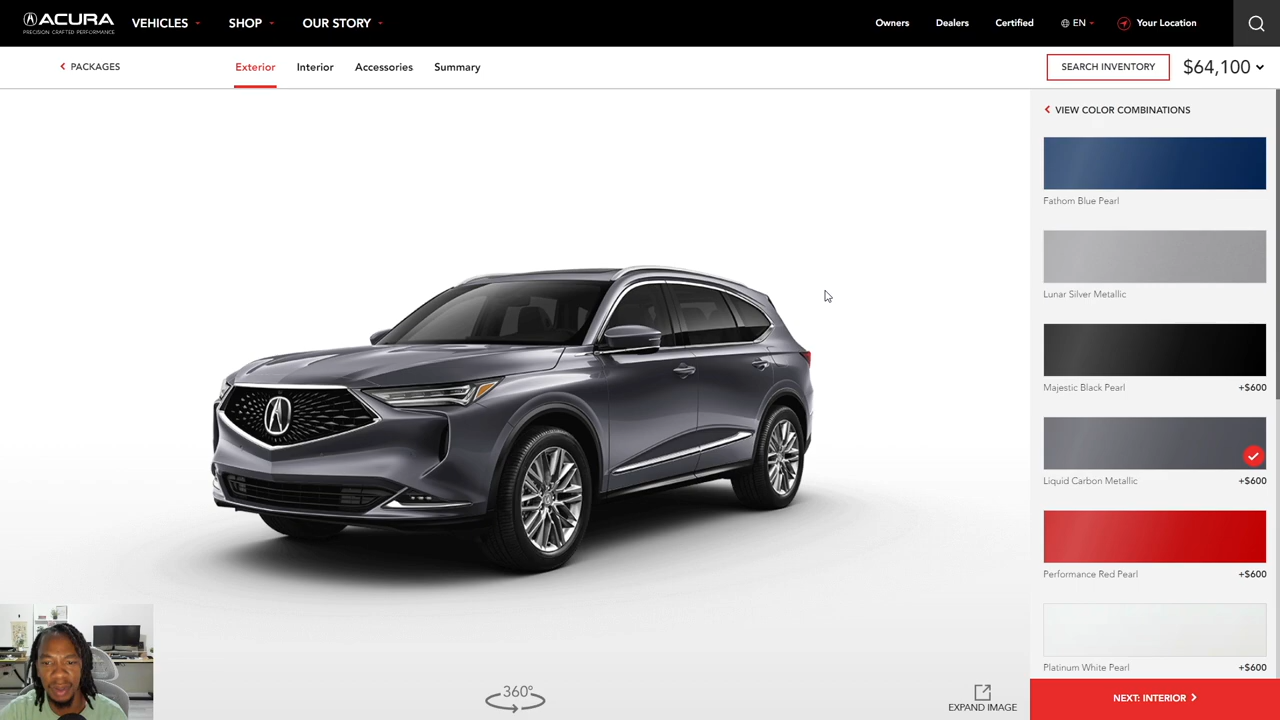 ACURA
PRECISION CRAFTED PERFORMANCE
VEHICLES
SHOP
OUR STORY
Owners
Dealers
Certified
EN
Your Location
PACKAGES
Exterior
Interior
Accessories
Summary
SEARCH INVENTORY
$64,100
VIEW COLOR COMBINATIONS
Fathom Blue Pearl
Lunar Silver Metallic
Majestic Black Pearl +$600
Liquid Carbon Metallic +$600
Performance Red Pearl +$600
Platinum White Pearl +$600
360°
EXPAND IMAGE
NEXT: INTERIOR